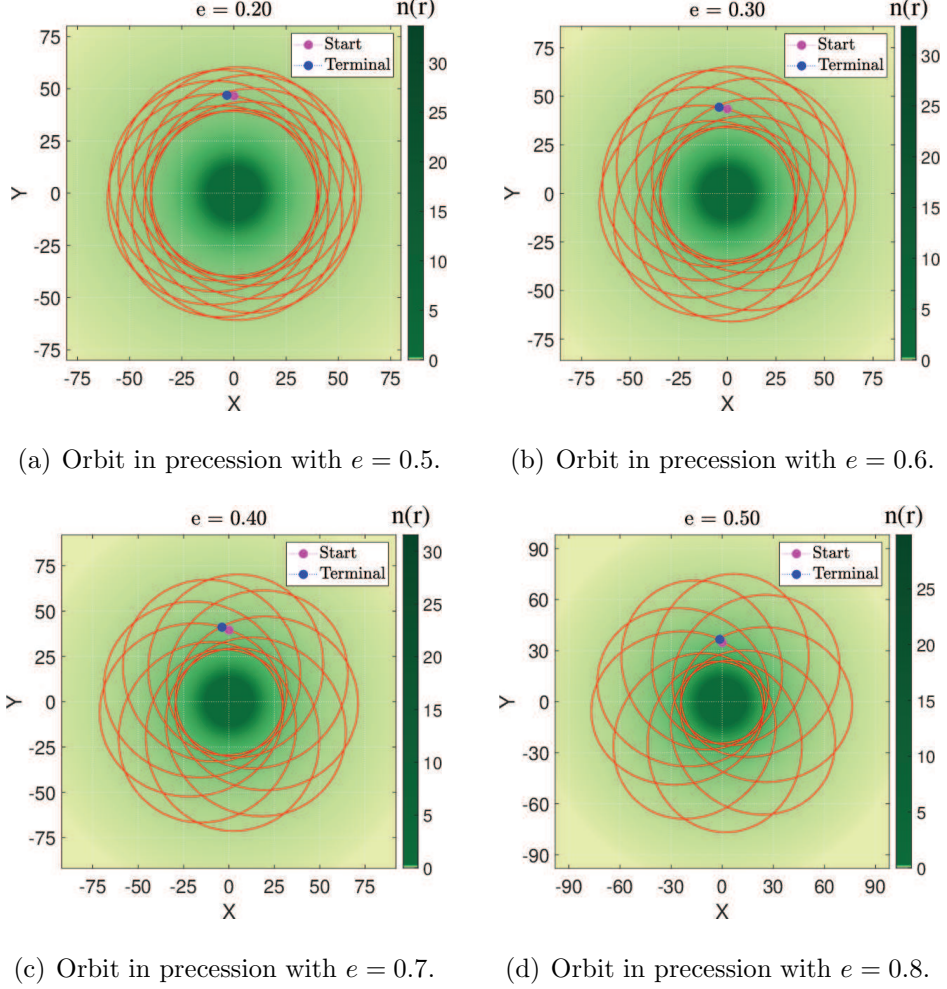 e = 0.20
n(r)
75
50
25
0
-25
-50
-75
Y
-75 -50 -25 0 25 50 75
X
Start
Terminal
30
25
20
15
10
5
0
(a) Orbit in precession with e = 0.5.
e = 0.30
n(r)
75
50
25
0
-25
-50
-75
Y
-75 -50 -25 0 25 50 75
X
Start
Terminal
30
25
20
15
10
5
0
(b) Orbit in precession with e = 0.6.
e = 0.40
n(r)
75
50
25
0
-25
-50
-75
Y
-75 -50 -25 0 25 50 75
X
Start
Terminal
30
25
20
15
10
5
0
(c) Orbit in precession with e = 0.7.
e = 0.50
n(r)
90
60
30
0
-30
-60
-90
Y
-90 -60 -30 0 30 60 90
X
Start
Terminal
25
20
15
10
5
0
(d) Orbit in precession with e = 0.8.